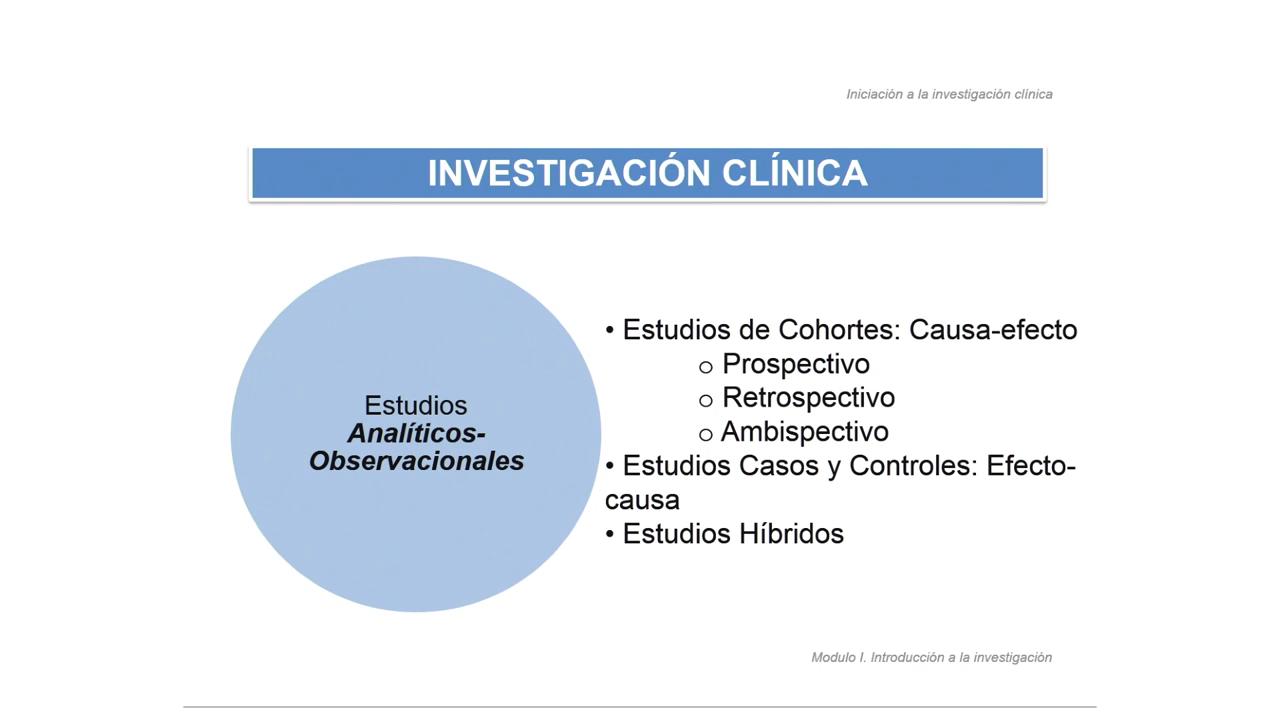 Iniciación a la investigación clínica
INVESTIGACIÓN CLÍNICA
Estudios
Analíticos-
Observacionales
• Estudios de Cohortes: Causa-efecto
o Prospectivo
o Retrospectivo
o Ambispectivo
• Estudios Casos y Controles: Efecto-
causa
• Estudios Híbridos
Modulo I. Introducción a la investigación